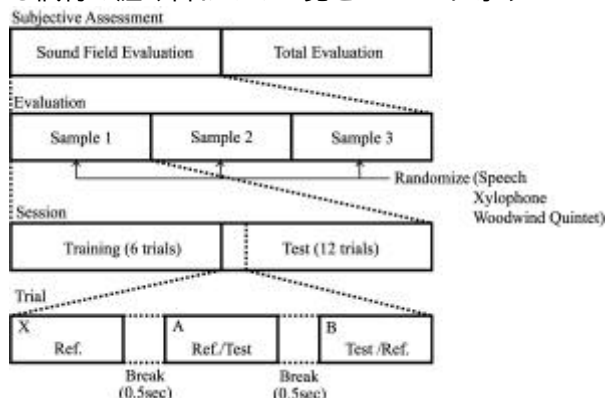 Subjective Assessment
Sound Field Evaluation
Total Evaluation
Evaluation
Sample 1
Sample 2
Sample 3
Randomize (Speech
Xylophone
Woodwind Quintet)
Session
Training (6 trials)
Test (12 trials)
Trial
X
Ref.
A
Ref./Test
B
Test /Ref.
Break
(0.5sec)
Break
(0.5sec)